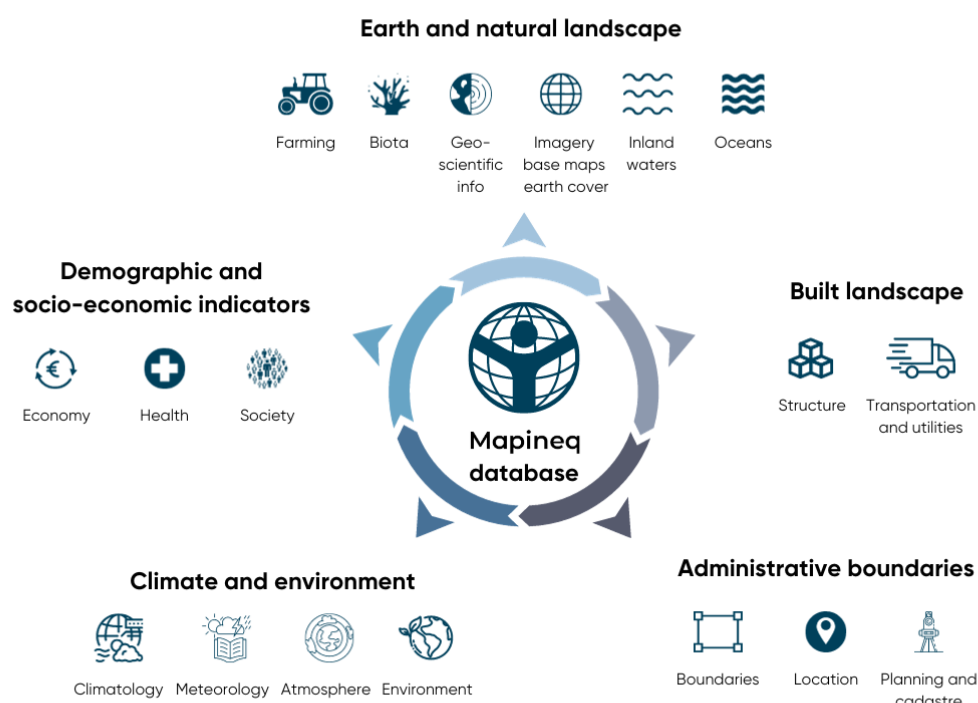 Earth and natural landscape
Farming
Biota
Geo-
scientific
info
Imagery
base maps
earth cover
Inland
waters
Oceans
Demographic and
socio-economic indicators
Economy
Health
Society
Built landscape
Structure
Transportation
and utilities
Mapineq
database
Climate and environment
Climatology
Meteorology
Atmosphere
Environment
Administrative boundaries
Boundaries
Location
Planning and
cadastre